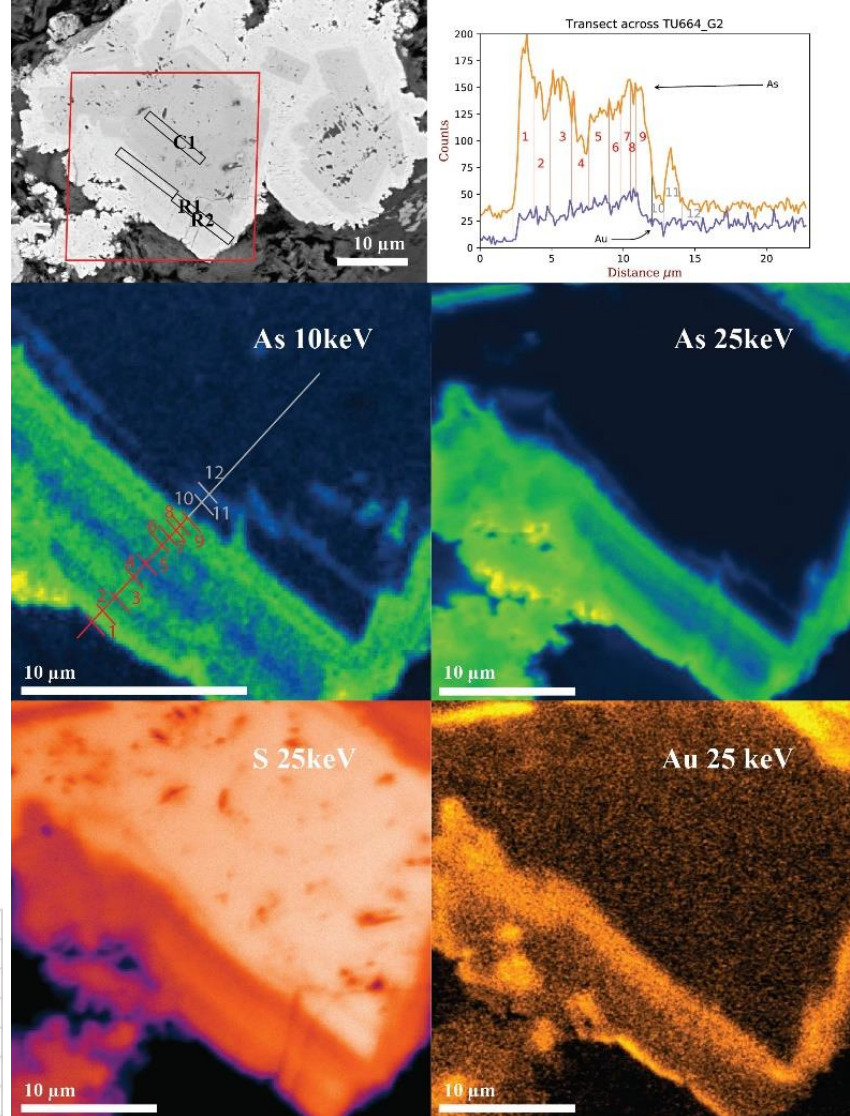 C1
R1
R2
10 µm
Transect across TU664_G2
200
175
150
125
100
75
50
25
0
Counts
As
Au
1
2
3
4
5
6
7
8
9
10
11
12
0
5
10
15
20
Distance µm
As 10keV
12
10
11
8
9
6
7
5
4
3
2
1
10 µm
As 25keV
10 µm
S 25keV
10 µm
Au 25 keV
10 µm